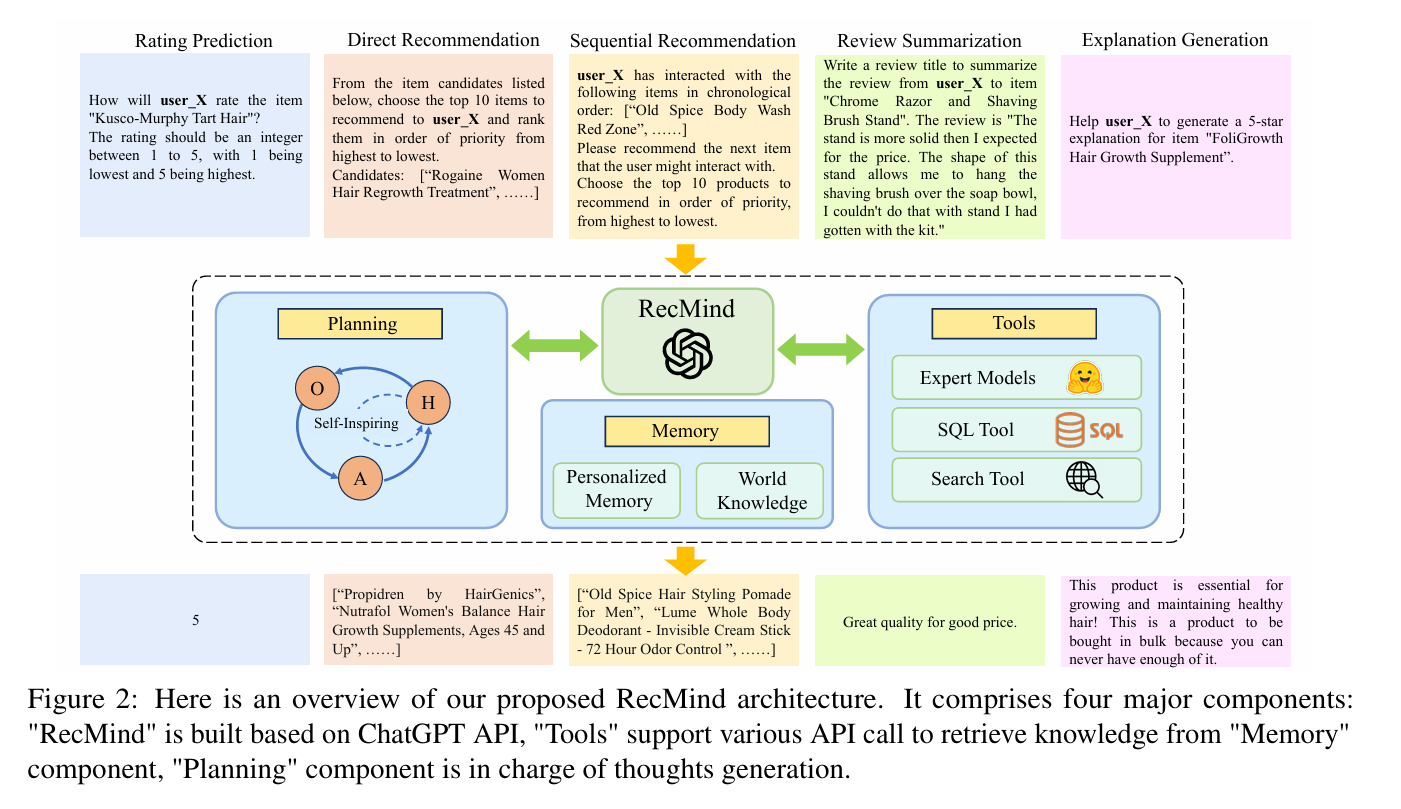 Rating Prediction
How will user_X rate the item
"Kusco-Murphy Tart Hair"?
The rating should be an integer
between 1 to 5, with 1 being
lowest and 5 being highest.
Direct Recommendation
From the item candidates listed
below, choose the top 10 items to
recommend to user_X and rank
them in order of priority from
highest to lowest.
Candidates: [“Rogaine Women
Hair Regrowth Treatment”, ……]
Sequential Recommendation
user_X has interacted with the
following items in chronological
order: [“Old Spice Body Wash
Red Zone”, ……]
Please recommend the next item
that the user might interact with.
Choose the top 10 products to
recommend in order of priority,
from highest to lowest.
Review Summarization
Write a review title to summarize
the review from user_X to item
"Chrome Razor and Shaving
Brush Stand". The review is "The
stand is more solid then I expected
for the price. The shape of this
stand allows me to hang the
shaving brush over the soap bowl,
I couldn't do that with stand I had
gotten with the kit."
Explanation Generation
Help user_X to generate a 5-star
explanation for item "FoliGrowth
Hair Growth Supplement”.
Planning
O
H
Self-Inspiring
A
RecMind
Memory
Personalized
Memory
World
Knowledge
Tools
Expert Models
SQL Tool
SQL
Search Tool
5
[“Propidren by HairGenics”,
“Nutrafol Women's Balance Hair
Growth Supplements, Ages 45 and
Up”, ……]
[“Old Spice Hair Styling Pomade
for Men”, “Lume Whole Body
Deodorant - Invisible Cream Stick
- 72 Hour Odor Control ”, ……]
Great quality for good price.
This product is essential for
growing and maintaining healthy
hair! This is a product to be
bought in bulk because you can
never have enough of it.
Figure 2: Here is an overview of our proposed RecMind architecture. It comprises four major components:
"RecMind" is built based on ChatGPT API, "Tools" support various API call to retrieve knowledge from "Memory"
component, "Planning" component is in charge of thoughts generation.